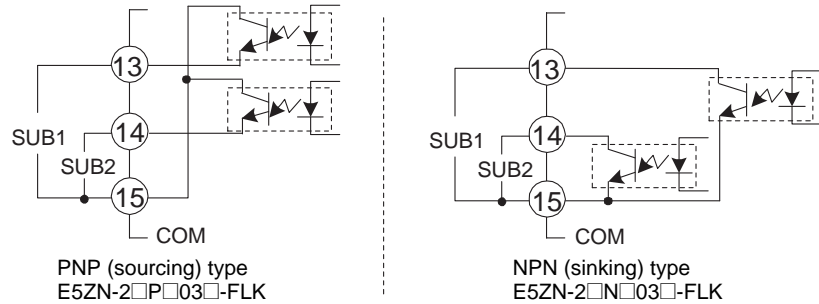 13
SUB1
14
SUB2
15
COM
PNP (sourcing) type
E5ZN-2□P□03□-FLK
13
SUB1
14
SUB2
15
COM
NPN (sinking) type
E5ZN-2□N□03□-FLK